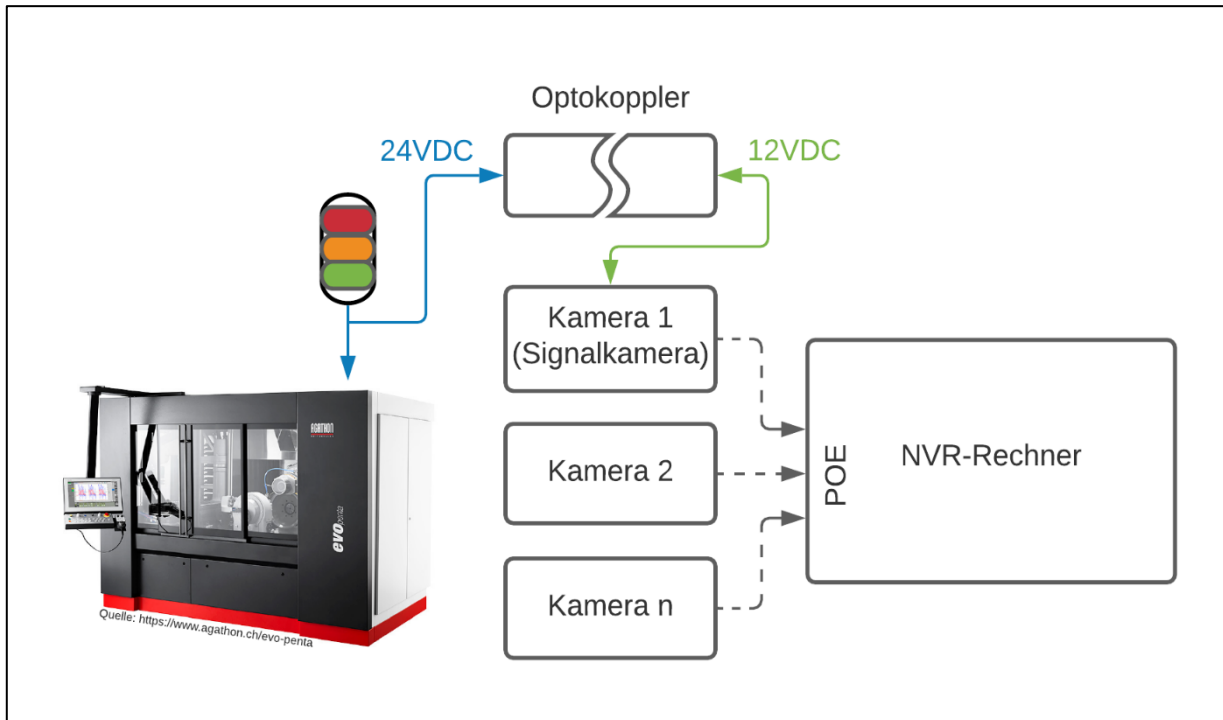 Optokoppler
24VDC
12VDC
Kamera 1
(Signalkamera)
Kamera 2
Kamera n
POE
NVR-Rechner
AGATHON
evo penta
Quelle: https://www.agathon.ch/evo-penta